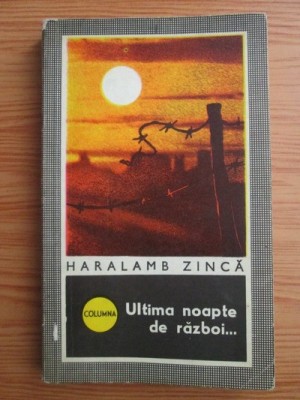 HARALAMB ZINCĂ
COLUMNA
Ultima noapte
de război...